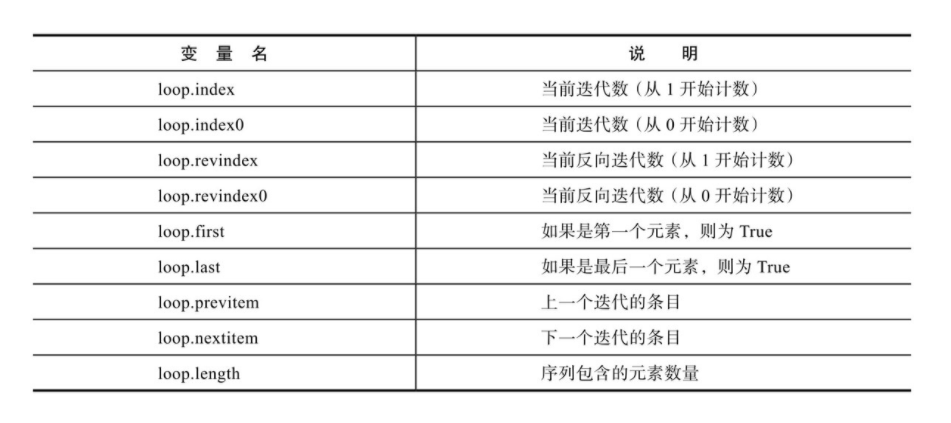 变 量 名 说 明
loop.index 当前迭代数（从 1 开始计数）
loop.index0 当前迭代数（从 0 开始计数）
loop.revindex 当前反向迭代数（从 1 开始计数）
loop.revindex0 当前反向迭代数（从 0 开始计数）
loop.first 如果是第一个元素，则为 True
loop.last 如果是最后一个元素，则为 True
loop.previtem 上一个迭代的条目
loop.nextitem 下一个迭代的条目
loop.length 序列包含的元素数量